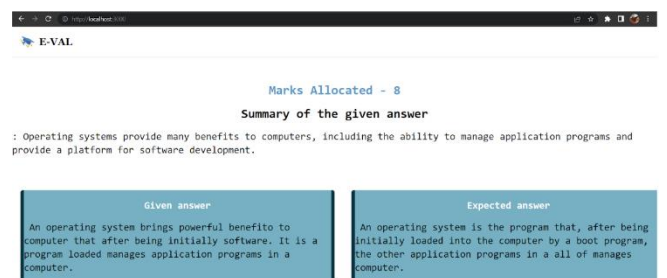 http://localhost:3000
E-VAL
Marks Allocated - 8
Summary of the given answer
: Operating systems provide many benefits to computers, including the ability to manage application programs and
provide a platform for software development.
Given answer
An operating system brings powerful benefito to
computer that after being initially software. It is a
program loaded manages application programs in a
computer.
Expected answer
An operating system is the program that, after being
initially loaded into the computer by a boot program,
the other application programs in a all of manages
computer.